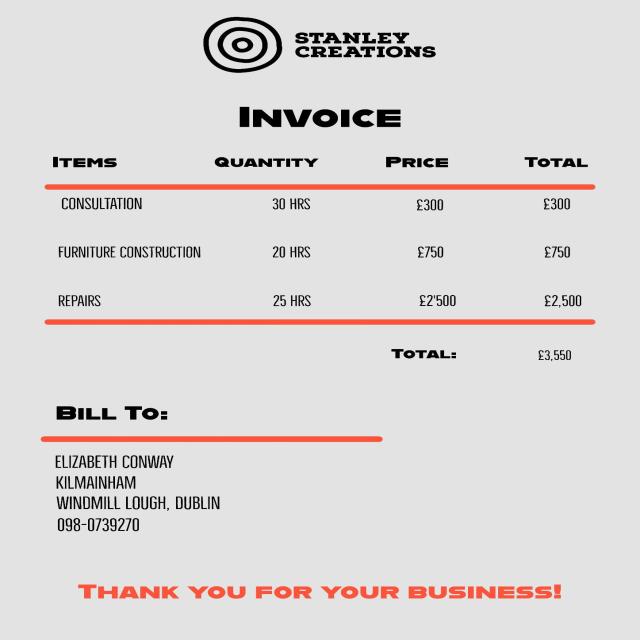 STANLEY
CREATIONS
INVOICE
ITEMS QUANTITY PRICE TOTAL
CONSULTATION 30 HRS £300 £300
FURNITURE CONSTRUCTION 20 HRS £750 £750
REPAIRS 25 HRS £2'500 £2,500
TOTAL: £3,550
BILL TO:
ELIZABETH CONWAY
KILMAINHAM
WINDMILL LOUGH, DUBLIN
098-0739270
THANK YOU FOR YOUR BUSINESS!